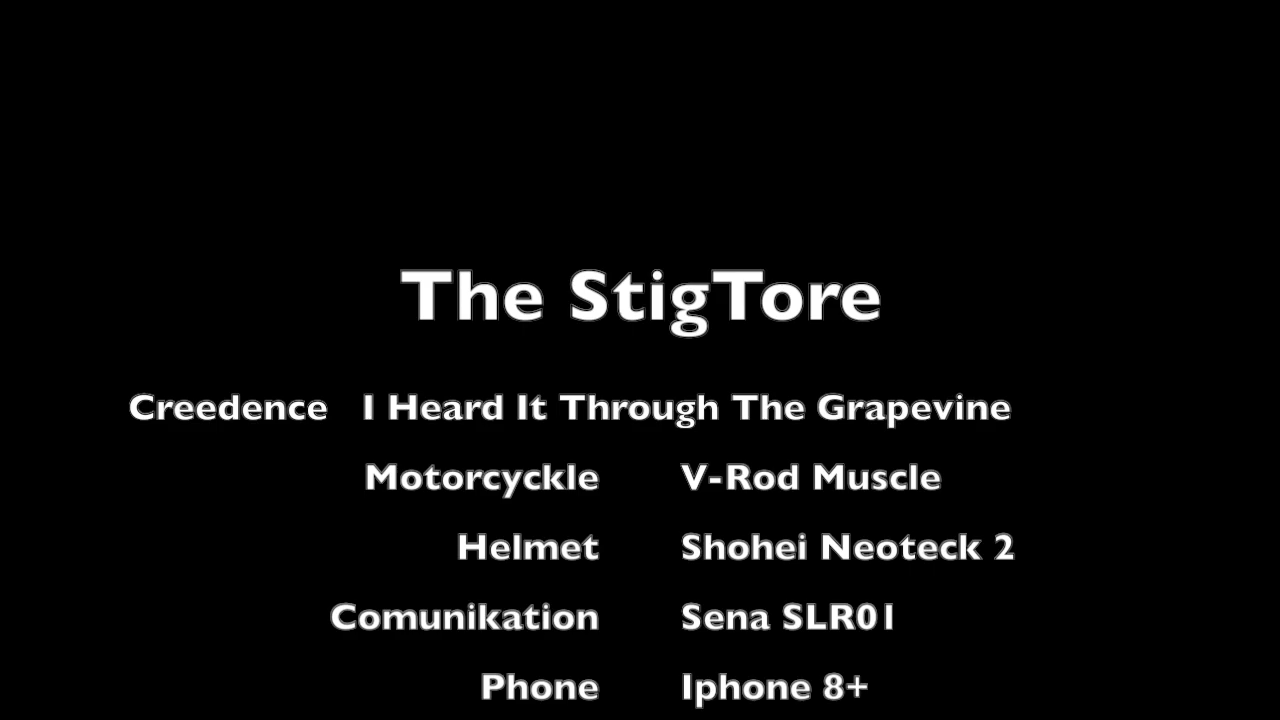 The StigTore
Creedence I Heard It Through The Grapevine
Motorcyckle V-Rod Muscle
Helmet Shohei Neoteck 2
Comunikation Sena SLR01
Phone Iphone 8+